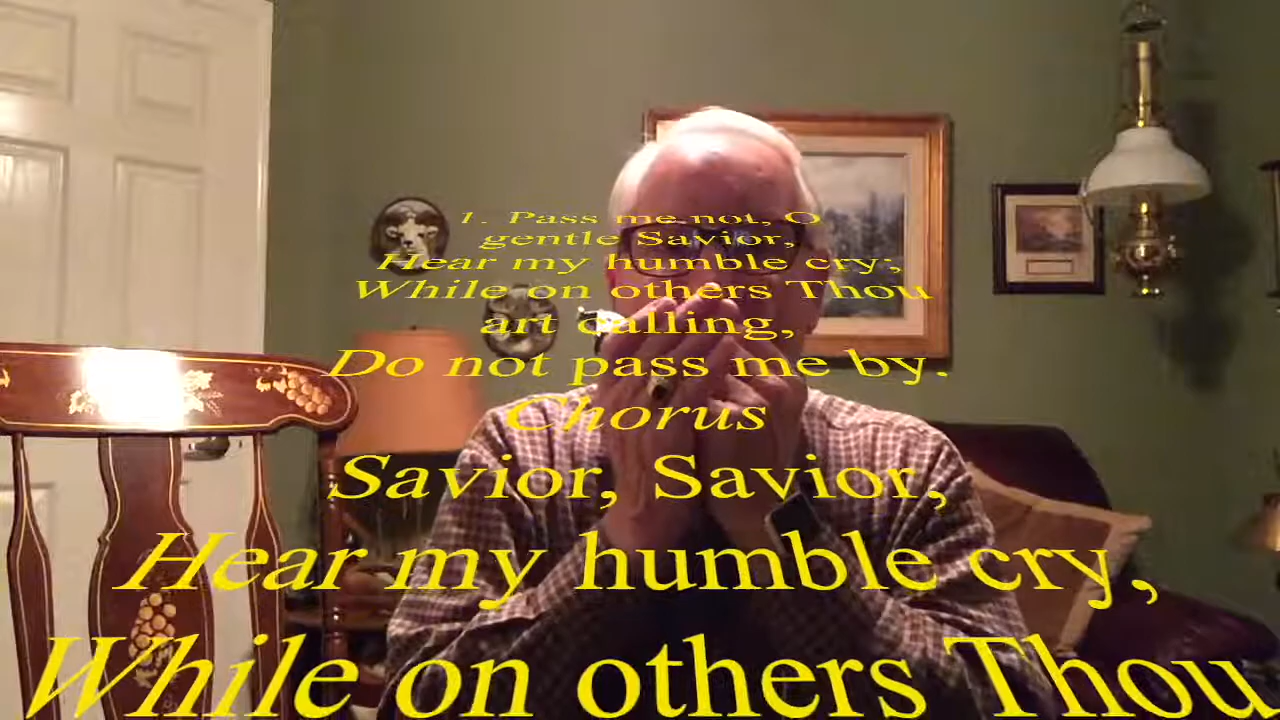 1. Pass me not, O
gentle Savior,
Hear my humble cry;
While on others Thou
art calling,
Do not pass me by.
Chorus
Savior, Savior,
Hear my humble cry,
While on others Thou